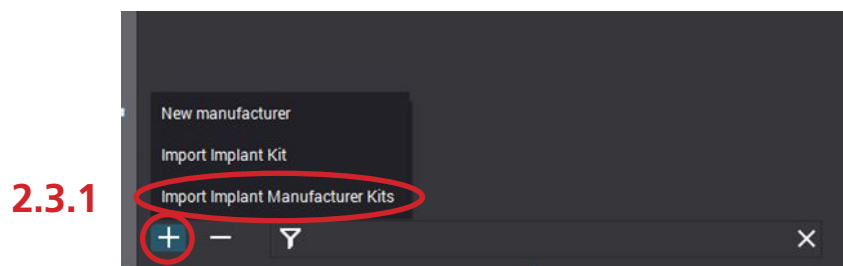 New manufacturer
Import Implant Kit
2.3.1 Import Implant Manufacturer Kits